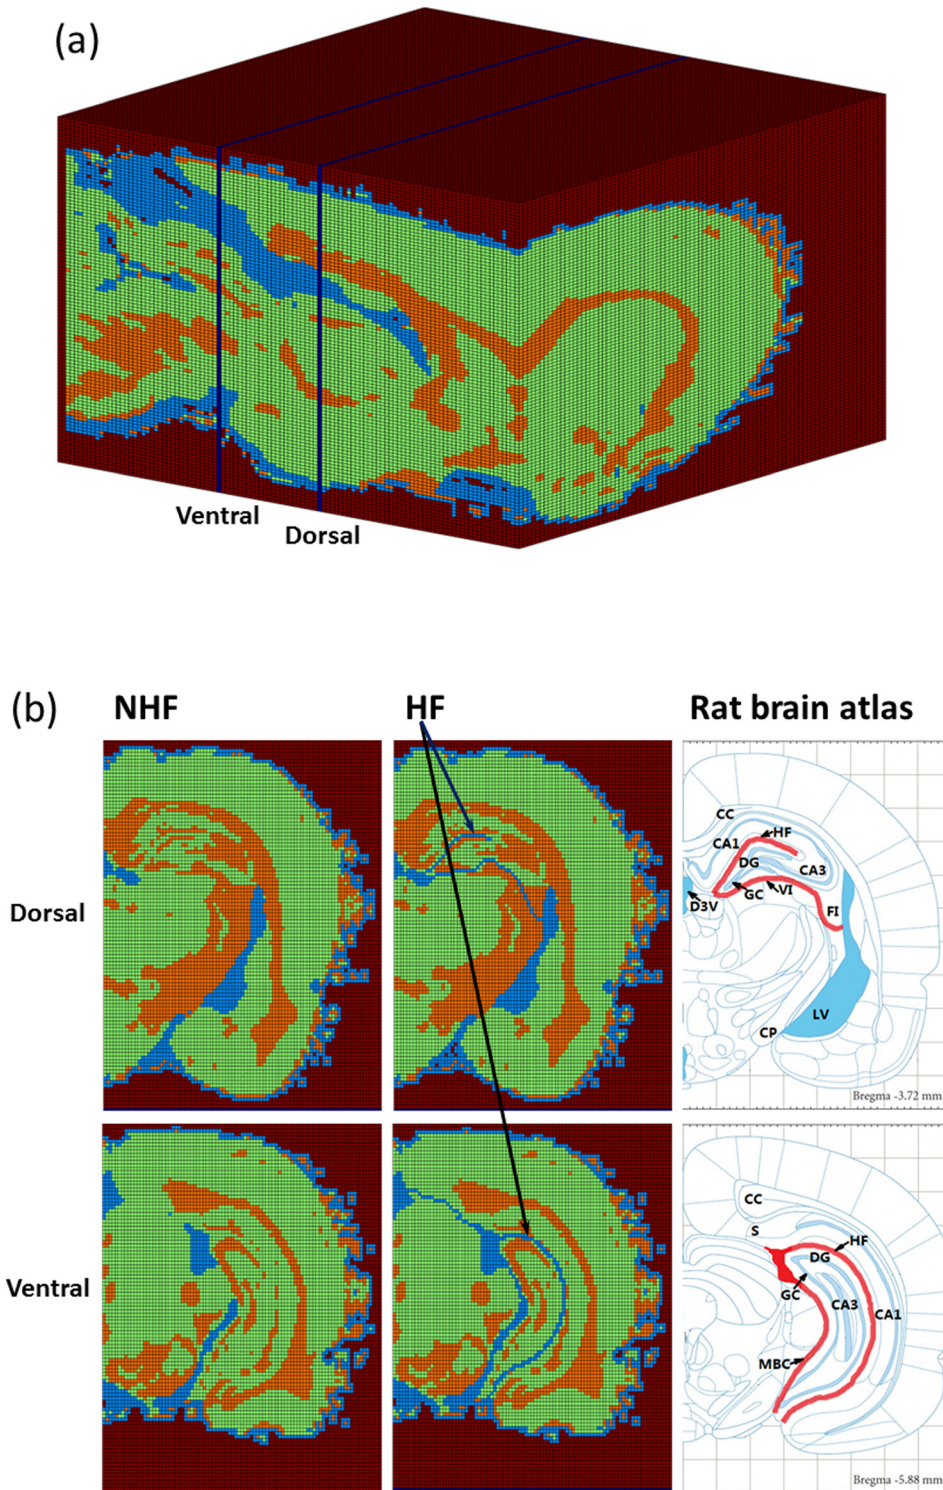 (a)
Ventral
Dorsal
(b)
NHF
HF
Rat brain atlas
Dorsal
CC
HF
CA1
DG
CA3
GC
VI
D3V
FI
LV
CP
Bregma -3.72 mm
Ventral
CC
S
HF
DG
GC
CA3
CA1
MBC
Bregma -5.88 mm